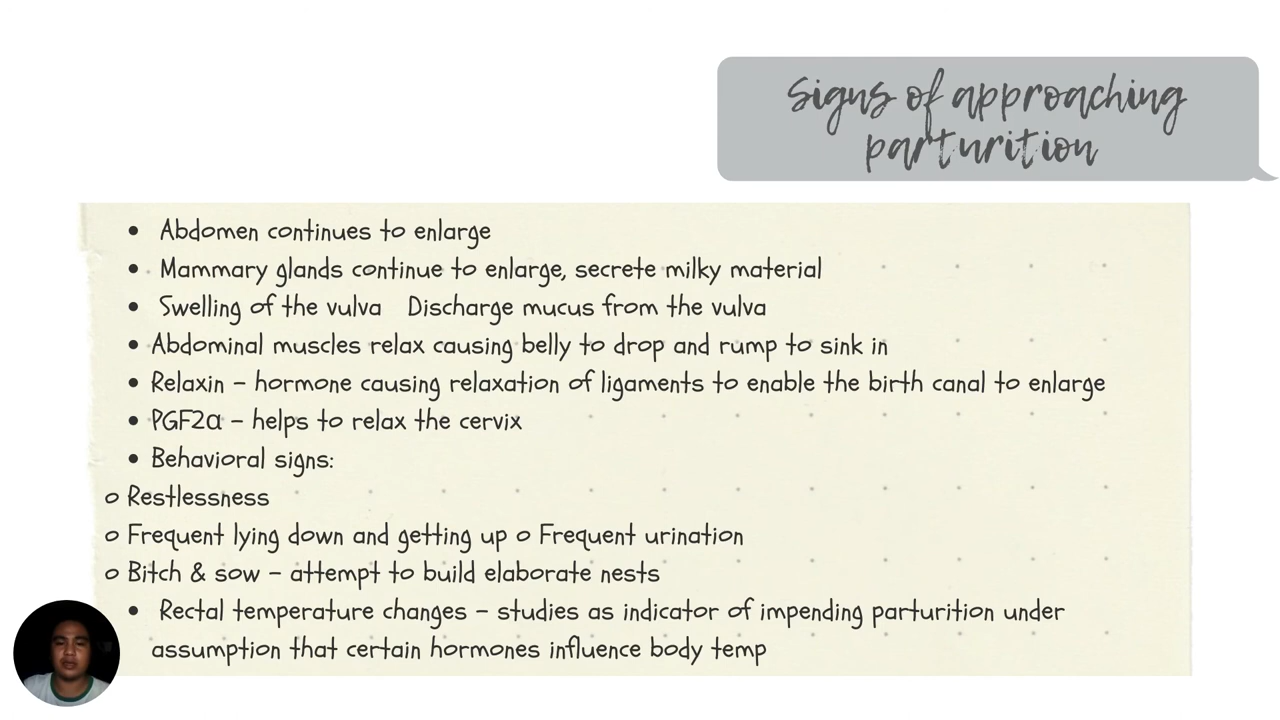 Signs of approaching
parturition
• Abdomen continues to enlarge
• Mammary glands continue to enlarge, secrete milky material
• Swelling of the vulva Discharge mucus from the vulva
• Abdominal muscles relax causing belly to drop and rump to sink in
• Relaxin – hormone causing relaxation of ligaments to enable the birth canal to enlarge
• PGF2α – helps to relax the cervix
• Behavioral signs:
o Restlessness
o Frequent lying down and getting up o Frequent urination
o Bitch & sow – attempt to build elaborate nests
• Rectal temperature changes – studies as indicator of impending parturition under
assumption that certain hormones influence body temp